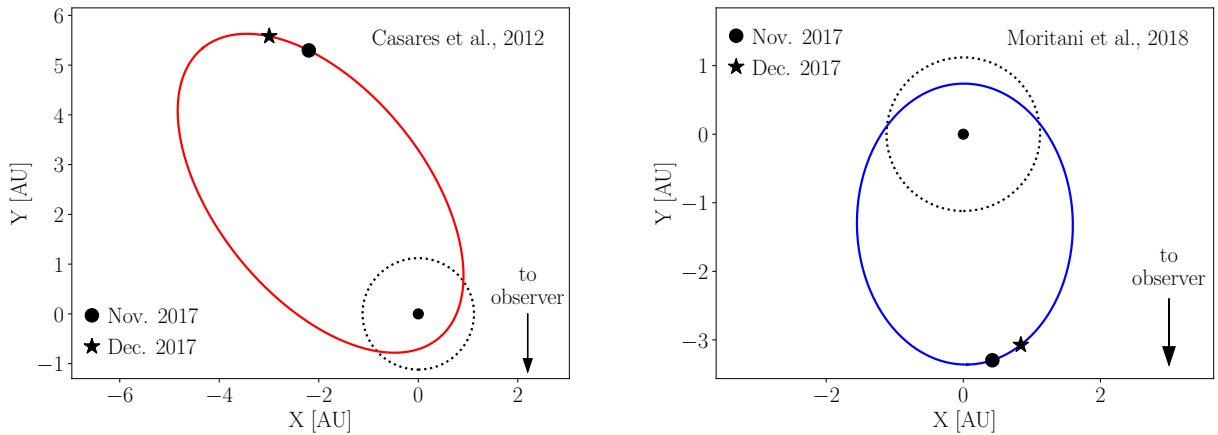 Casares et al., 2012
Y [AU]
6
5
4
3
2
1
0
−1
to
observer
Nov. 2017
Dec. 2017
−6
−4
−2
0
2
X [AU]
Nov. 2017
Moritani et al., 2018
Dec. 2017
Y [AU]
1
0
−1
−2
−3
to
observer
−2
0
2
X [AU]